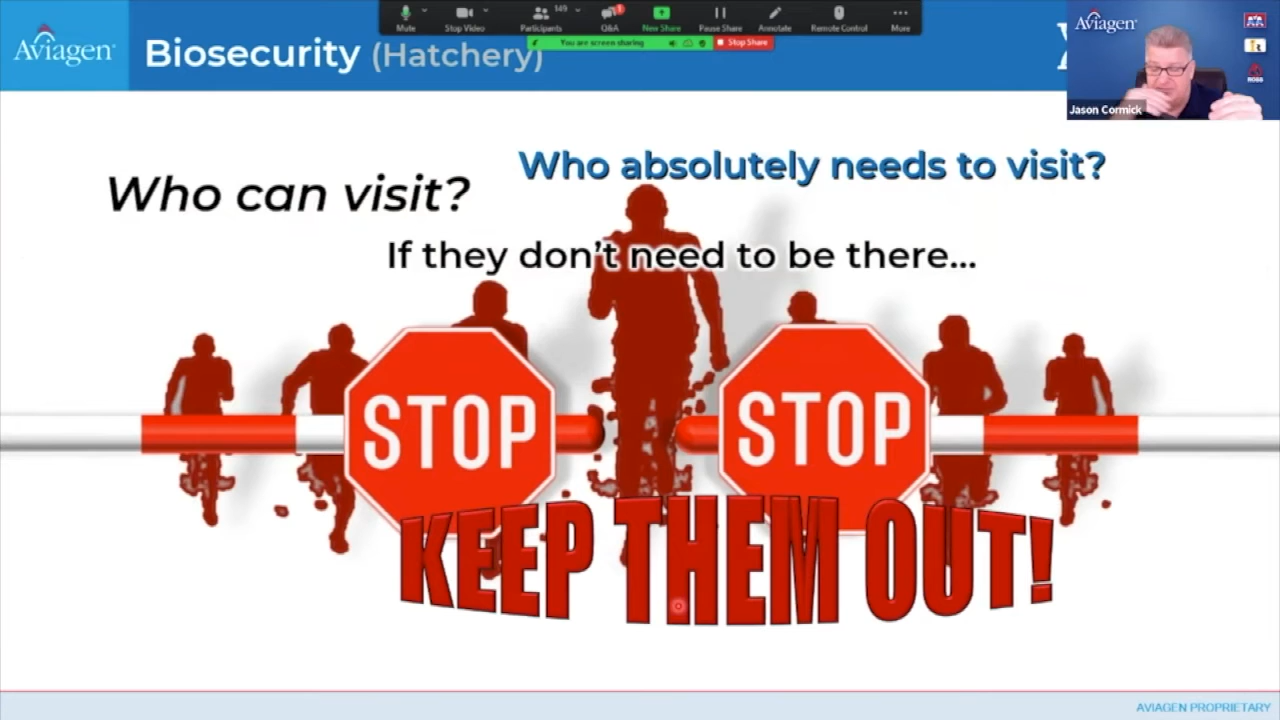 Mute
Stop Video
149
Participants
1
Q&A
New Share
Pause Share
Annotate
Remote Control
More
You are screen sharing
Stop Share
Aviagen
Biosecurity (Hatchery)
Aviagen
ROSS
Jason Cormick
Who can visit?
Who absolutely needs to visit?
If they don't need to be there...
STOP
STOP
KEEP THEM OUT!
AVIAGEN PROPRIETARY